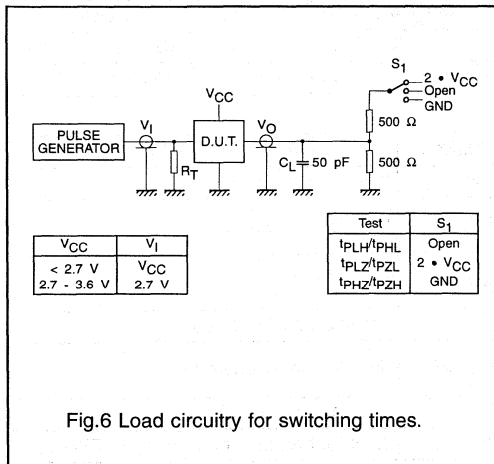 S1
2 • VCC
Open
GND
VCC
VI
VO
500 Ω
PULSE
GENERATOR
D.U.T.
RT
CL
50 pF
500 Ω
VCC VI
< 2.7 V VCC
2.7 - 3.6 V 2.7 V
Test S1
tPLH/tPHL Open
tPLZ/tPZL 2 • VCC
tPHZ/tPZH GND
Fig.6 Load circuitry for switching times.